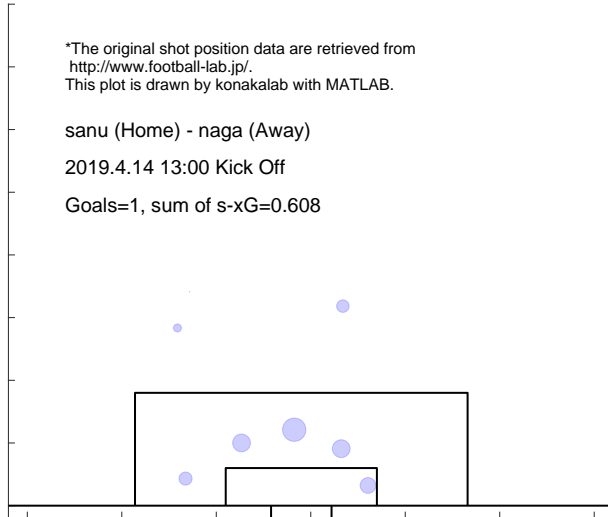 *The original shot position data are retrieved from
http://www.football-lab.jp/.
This plot is drawn by konakalab with MATLAB.
sanu (Home) - naga (Away)
2019.4.14 13:00 Kick Off
Goals=1, sum of s-xG=0.608